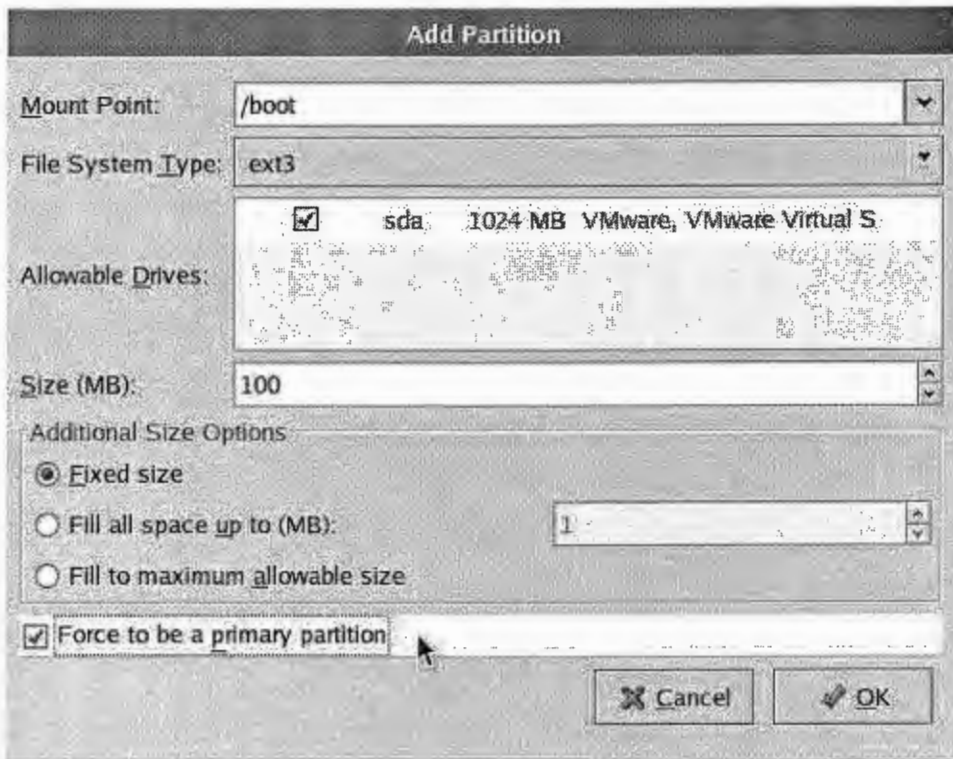 Add Partition
Mount Point: /boot
File System Type: ext3
Allowable Drives: sda 1024 MB VMware, VMware Virtual S
Size (MB): 100
Additional Size Options
Fixed size
Fill all space up to (MB): 1
Fill to maximum allowable size
Force to be a primary partition
Cancel OK